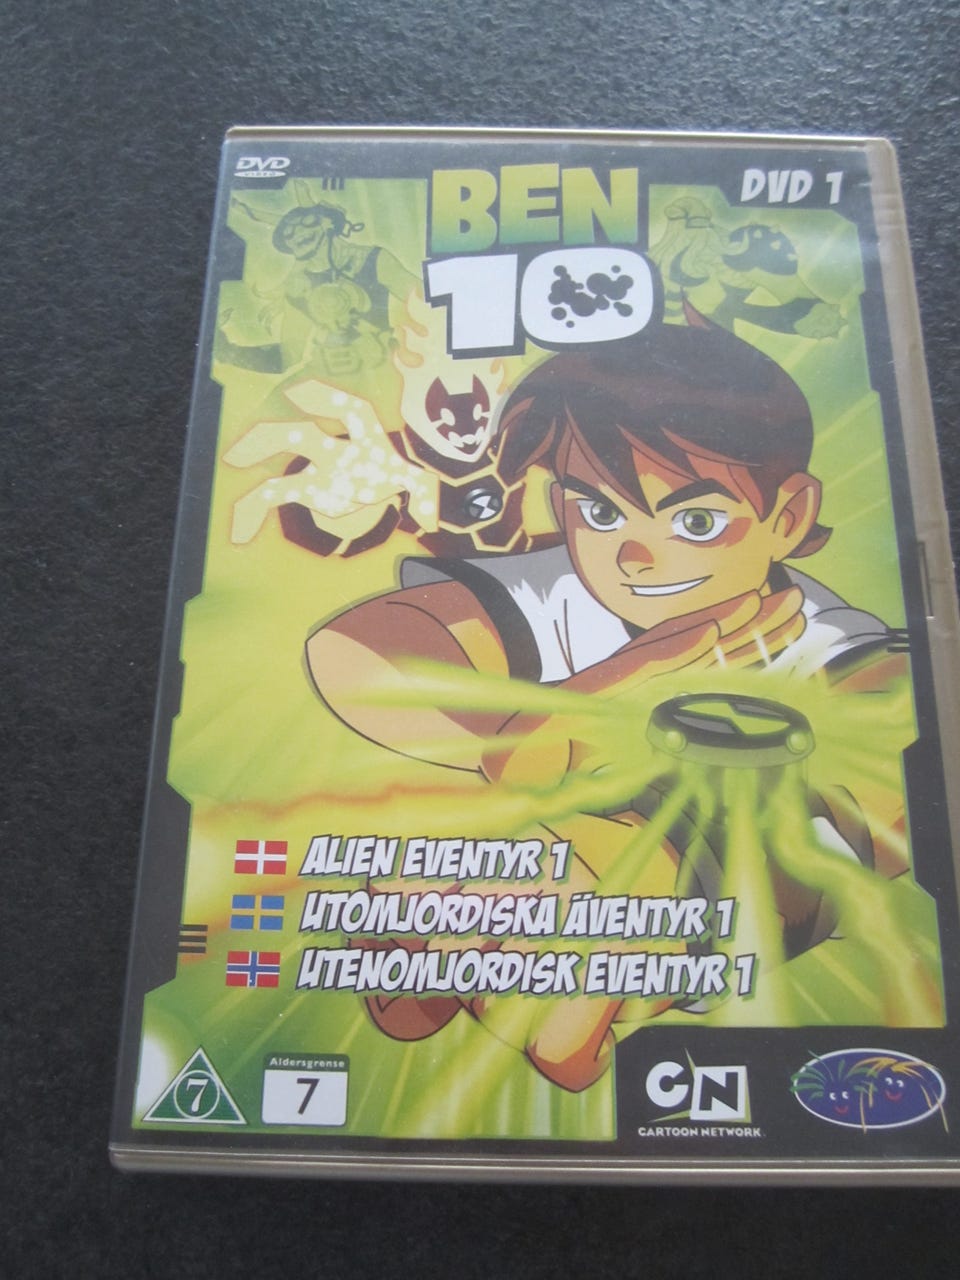 DVD
VIDEO
DVD 1
BEN
10
ALIEN EVENTYR 1
UTOMJORDISKA ÄVENTYR 1
UTENOMJORDISK EVENTYR 1
7
Aldersgrense
7
CN
CARTOON NETWORK